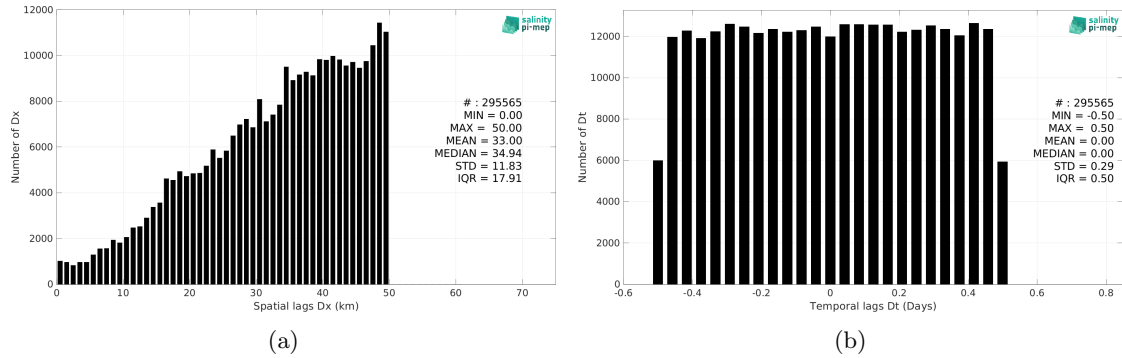 12000
10000
8000
6000
4000
2000
0
Number of Dx
0 10 20 30 40 50 60 70
Spatial lags Dx (km)
salinity
pi-mep
# : 295565
MIN = 0.00
MAX = 50.00
MEAN = 33.00
MEDIAN = 34.94
STD = 11.83
IQR = 17.91
(a)
12000
10000
8000
6000
4000
2000
0
Number of Dt
-0.6 -0.4 -0.2 0 0.2 0.4 0.6 0.8
Temporal lags Dt (Days)
salinity
pi-mep
# : 295565
MIN = -0.50
MAX = 0.50
MEAN = 0.00
MEDIAN = 0.00
STD = 0.29
IQR = 0.50
(b)